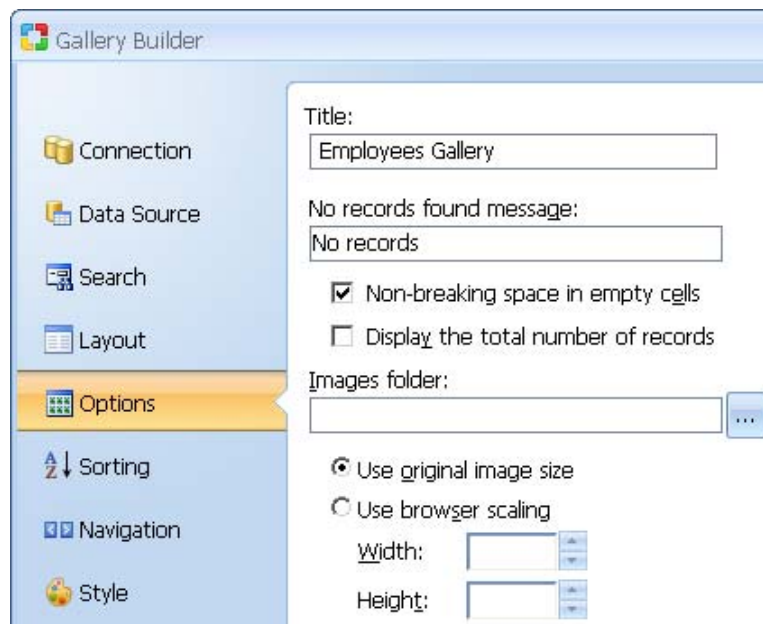 Gallery Builder
Connection
Data Source
Search
Layout
Options
Sorting
Navigation
Style
Title:
Employees Gallery
No records found message:
No records
Non-breaking space in empty cells
Display the total number of records
Images folder:
...
Use original image size
Use browser scaling
Width:
Height: